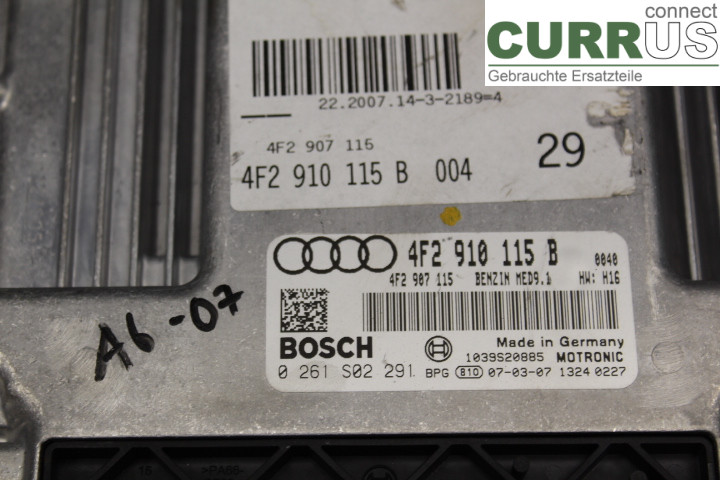 connect
CURRUS
Gebrauchte Ersatzteile
22.2007.14-3-2189=4
4F2 907 115
4F2 910 115 B 004
29
4F2 910 115 B
0040
4F2 907 115 BENZIN MED9.1 HW: H16
A6-07
BOSCH
Made in Germany
1039S20885 MOTRONIC
0 261 S02 291 BPG 810 07-03-07 1324 0227
>PA66-